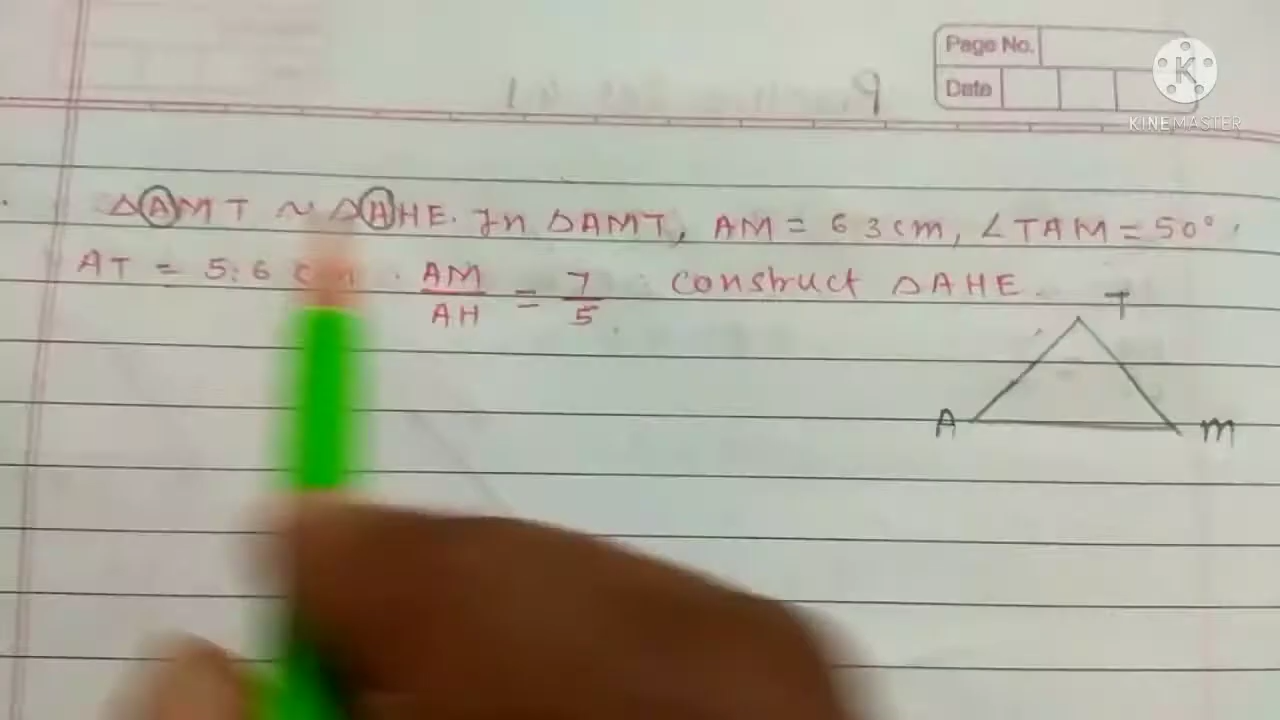 Page No.
Date
KINEMASTER
△AMT ~ △AHE. In △AMT, AM = 6 3 cm, ∠TAM = 50°.
AT = 5.6 cm. AM/AH = 7/5. Construct △AHE.
T
A
M